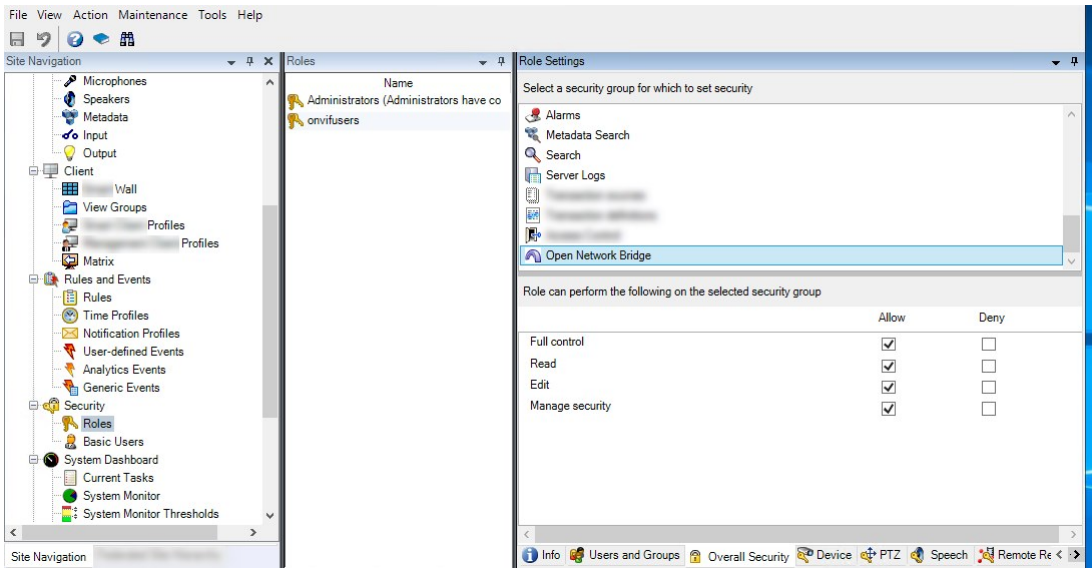 File View Action Maintenance Tools Help
Site Navigation
Microphones
Speakers
Metadata
Input
Output
Client
Wall
View Groups
Profiles
Profiles
Matrix
Rules and Events
Rules
Time Profiles
Notification Profiles
User-defined Events
Analytics Events
Generic Events
Security
Roles
Basic Users
System Dashboard
Current Tasks
System Monitor
System Monitor Thresholds
Site Navigation
Roles
Name
Administrators (Administrators have co
onvifusers
Role Settings
Select a security group for which to set security
Alarms
Metadata Search
Search
Server Logs
Open Network Bridge
Role can perform the following on the selected security group
Allow Deny
Full control
Read
Edit
Manage security
Info Users and Groups Overall Security Device PTZ Speech Remote Re